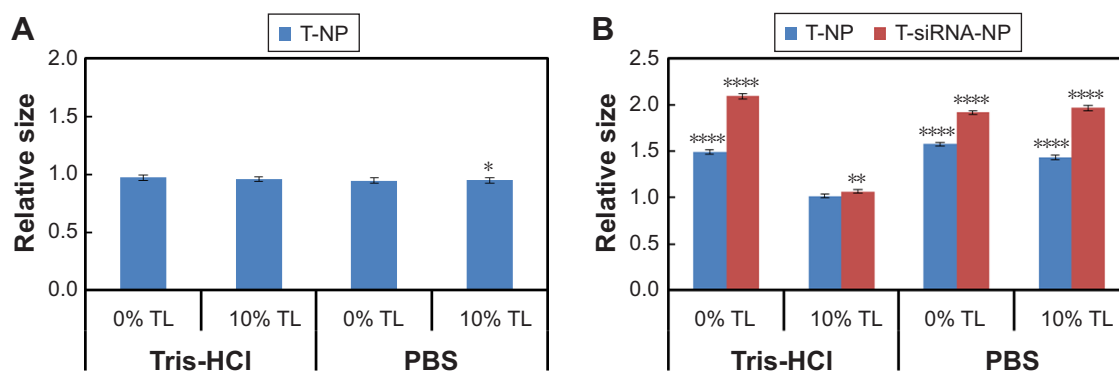 A
T-NP
Relative size
2.0
1.5
1.0
0.5
0.0
*
0% TL 10% TL 0% TL 10% TL
Tris-HCl PBS
B
T-NP T-siRNA-NP
Relative size
2.5
2.0
1.5
1.0
0.5
0.0
**** **** ** **** **** **** ****
0% TL 10% TL 0% TL 10% TL
Tris-HCl PBS